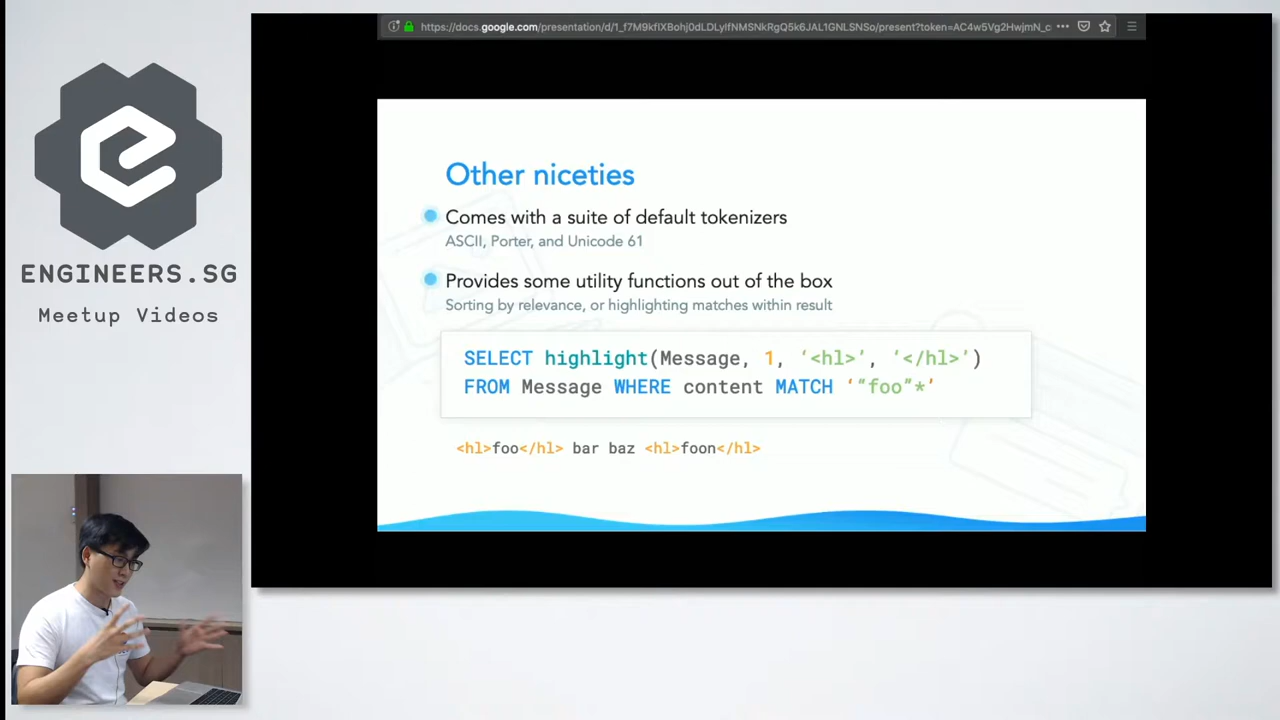 https://docs.google.com/presentation/d/1_f7M9kfIXBohj0dLDLyIfNMSNkRgQ5k6JAL1GNLSNSo/present?token=AC4w5Vg2HwjmN_c
ENGINEERS.SG
Meetup Videos
Other niceties
Comes with a suite of default tokenizers
ASCII, Porter, and Unicode 61
Provides some utility functions out of the box
Sorting by relevance, or highlighting matches within result
SELECT highlight(Message, 1, ‘<hl>’, ‘</hl>’)
FROM Message WHERE content MATCH ‘“foo”*’
<hl>foo</hl> bar baz <hl>foon</hl>